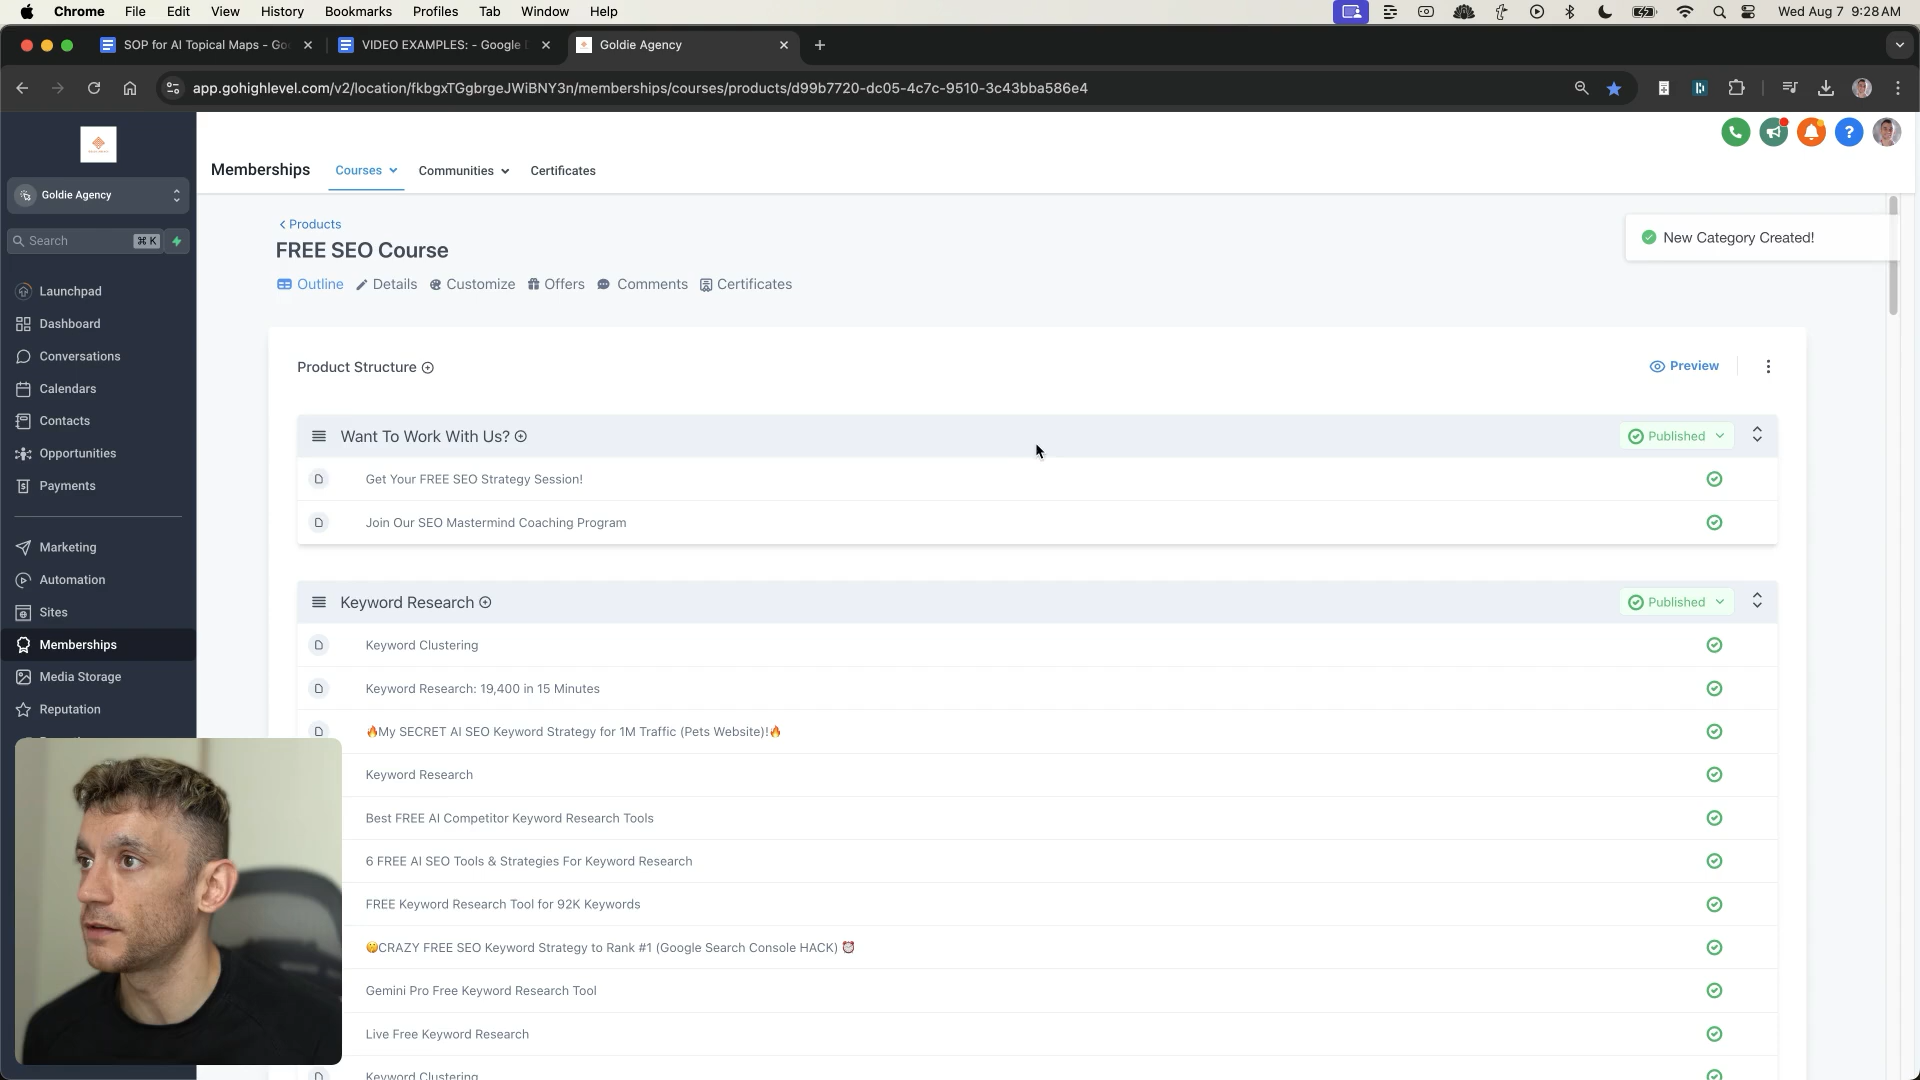 Chrome File Edit View History Bookmarks Profiles Tab Window Help Wed Aug 7 9:28 AM
SOP for AI Topical Maps - Go
VIDEO EXAMPLES: - Google
Goldie Agency
app.gohighlevel.com/v2/location/fkbgxTGgbrgeJWiBNY3n/memberships/courses/products/d99b7720-dc05-4c7c-9510-3c43bba586e4
Memberships Courses Communities Certificates
Goldie Agency
Search ⌘ K
Launchpad
Dashboard
Conversations
Calendars
Contacts
Opportunities
Payments
Marketing
Automation
Sites
Memberships
Media Storage
Reputation
Products
FREE SEO Course
New Category Created!
Outline Details Customize Offers Comments Certificates
Product Structure Preview
Want To Work With Us? Published
D Get Your FREE SEO Strategy Session!
D Join Our SEO Mastermind Coaching Program
Keyword Research Published
D Keyword Clustering
D Keyword Research: 19,400 in 15 Minutes
D 🔥My SECRET AI SEO Keyword Strategy for 1M Traffic (Pets Website)!🔥
Keyword Research
Best FREE AI Competitor Keyword Research Tools
6 FREE AI SEO Tools & Strategies For Keyword Research
FREE Keyword Research Tool for 92K Keywords
🤫CRAZY FREE SEO Keyword Strategy to Rank #1 (Google Search Console HACK) ⏰
Gemini Pro Free Keyword Research Tool
Live Free Keyword Research
D Keyword Clustering